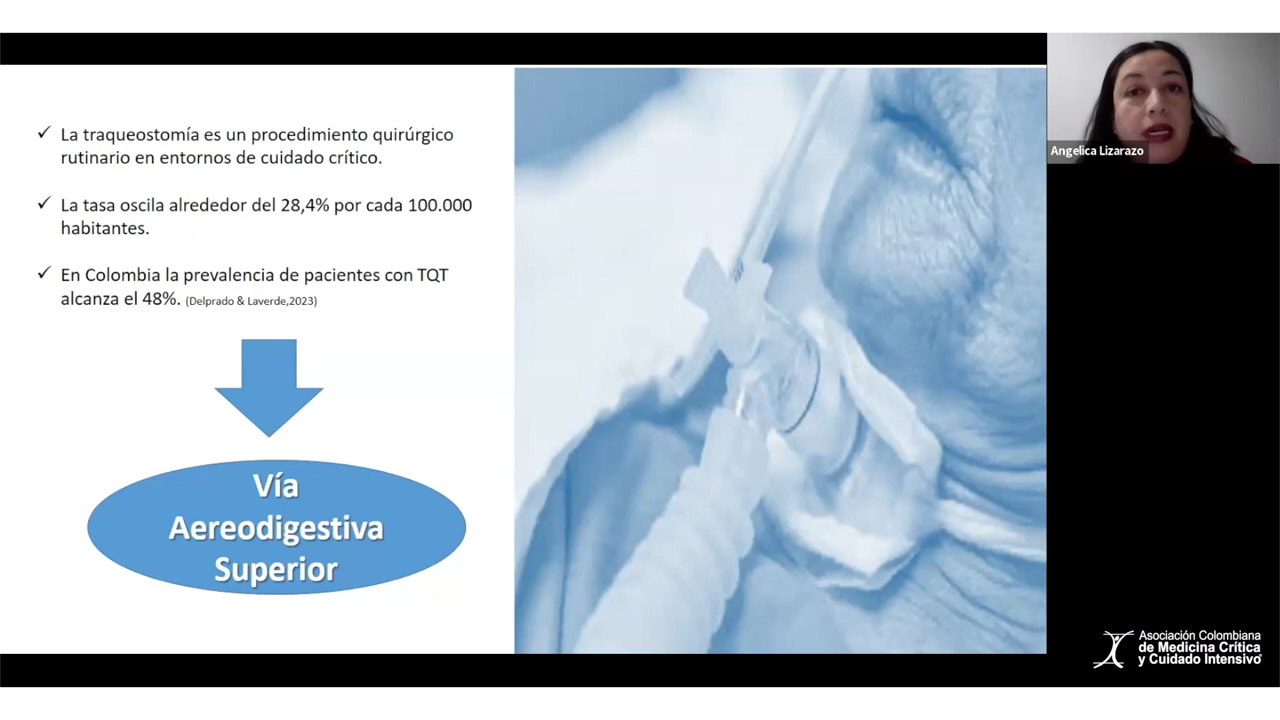 ✓ La traqueostomía es un procedimiento quirúrgico
rutinario en entornos de cuidado crítico.
✓ La tasa oscila alrededor del 28,4% por cada 100.000
habitantes.
✓ En Colombia la prevalencia de pacientes con TQT
alcanza el 48%. (Delprado & Laverde,2023)
Vía
Aereodigestiva
Superior
Angelica Lizarazo
Asociación Colombiana
de Medicina Crítica
y Cuidado Intensivo